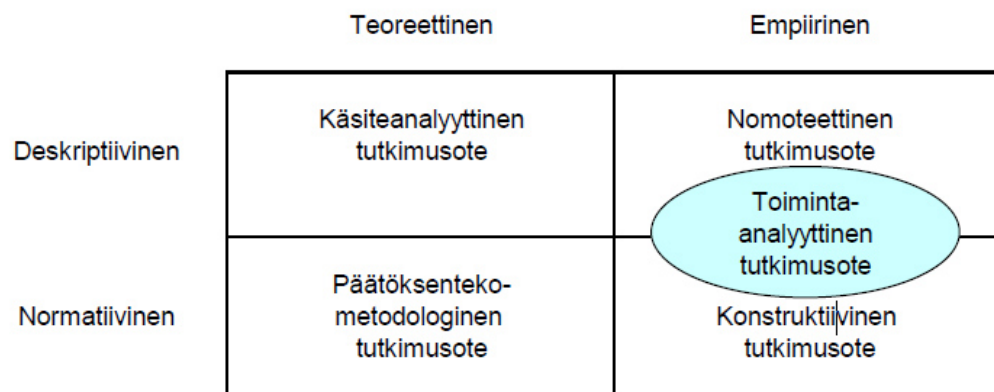 Teoreettinen
Empiirinen
Deskriptiivinen
Käsiteanalyyttinen
tutkimusote
Nomoteettinen
tutkimusote
Toiminta-
analyyttinen
tutkimusote
Normatiivinen
Päätöksenteko-
metodologinen
tutkimusote
Konstruktiivinen
tutkimusote